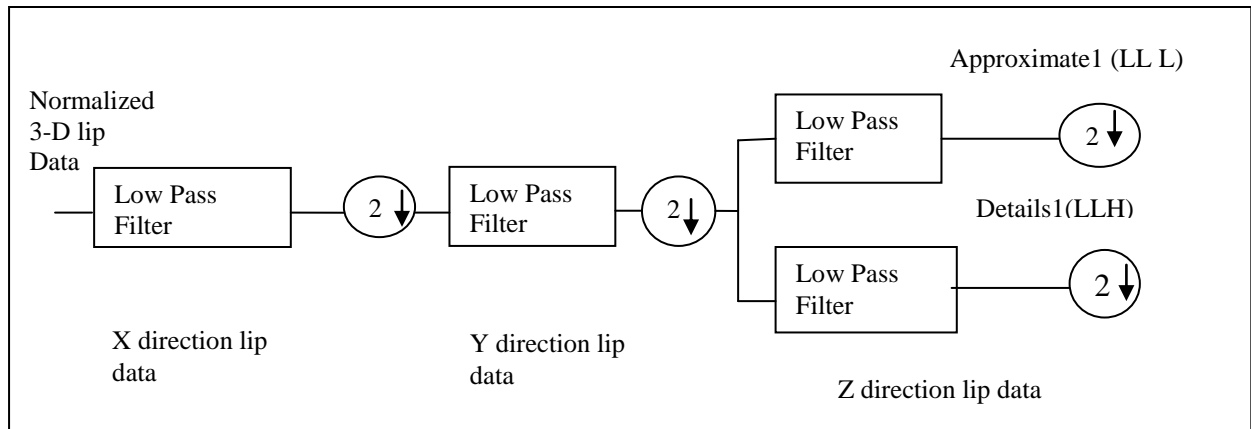 Approximate1 (LL L)
Normalized
3-D lip
Data
Low Pass
Filter
2
Low Pass
Filter
2
Low Pass
Filter
2
Details1(LLH)
Low Pass
Filter
2
X direction lip
data
Y direction lip
data
Z direction lip data